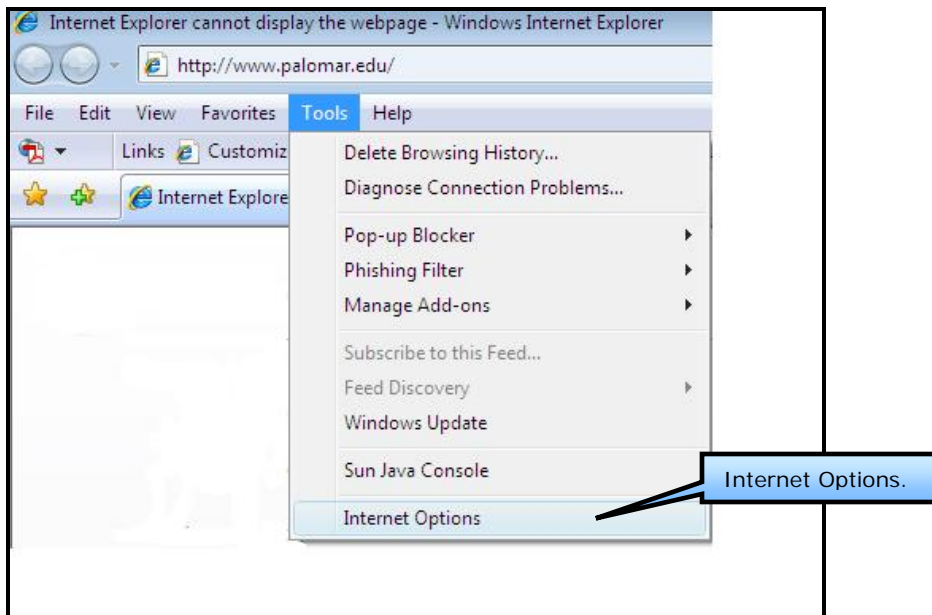 Internet Explorer cannot display the webpage - Windows Internet Explorer
http://www.palomar.edu/
File Edit View Favorites Tools Help
Links Customiz
Internet Explore
Delete Browsing History...
Diagnose Connection Problems...
Pop-up Blocker
Phishing Filter
Manage Add-ons
Subscribe to this Feed...
Feed Discovery
Windows Update
Sun Java Console
Internet Options
Internet Options.